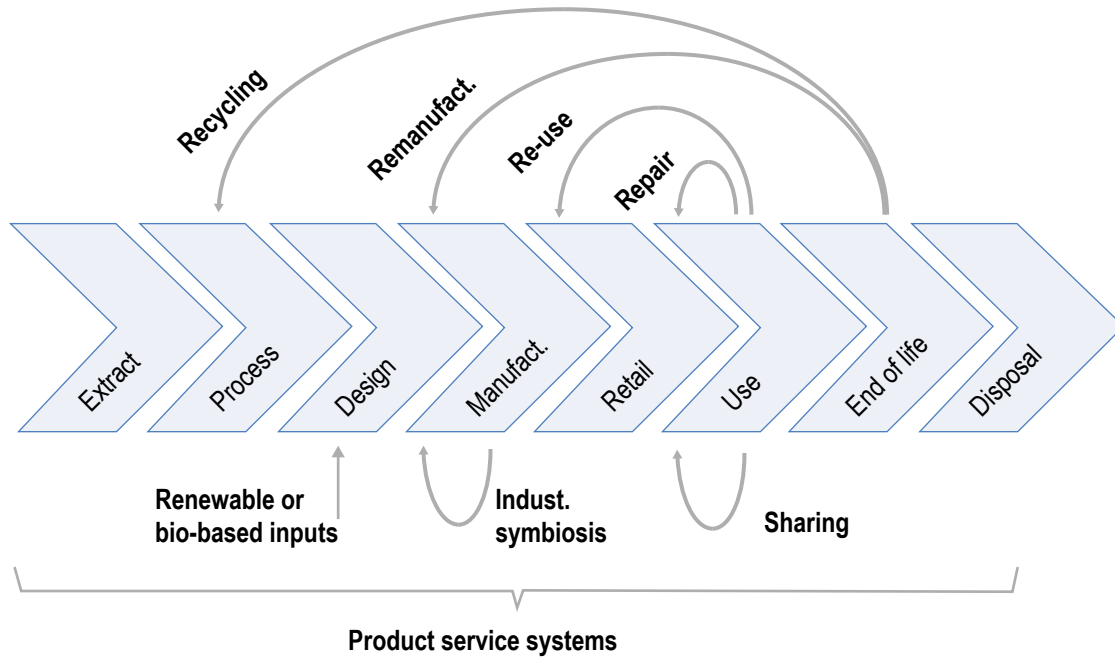 Recycling
Remanufact.
Re-use
Repair
Extract
Process
Design
Manufact.
Retail
Use
End of life
Disposal
Renewable or
bio-based inputs
Indust.
symbiosis
Sharing
Product service systems